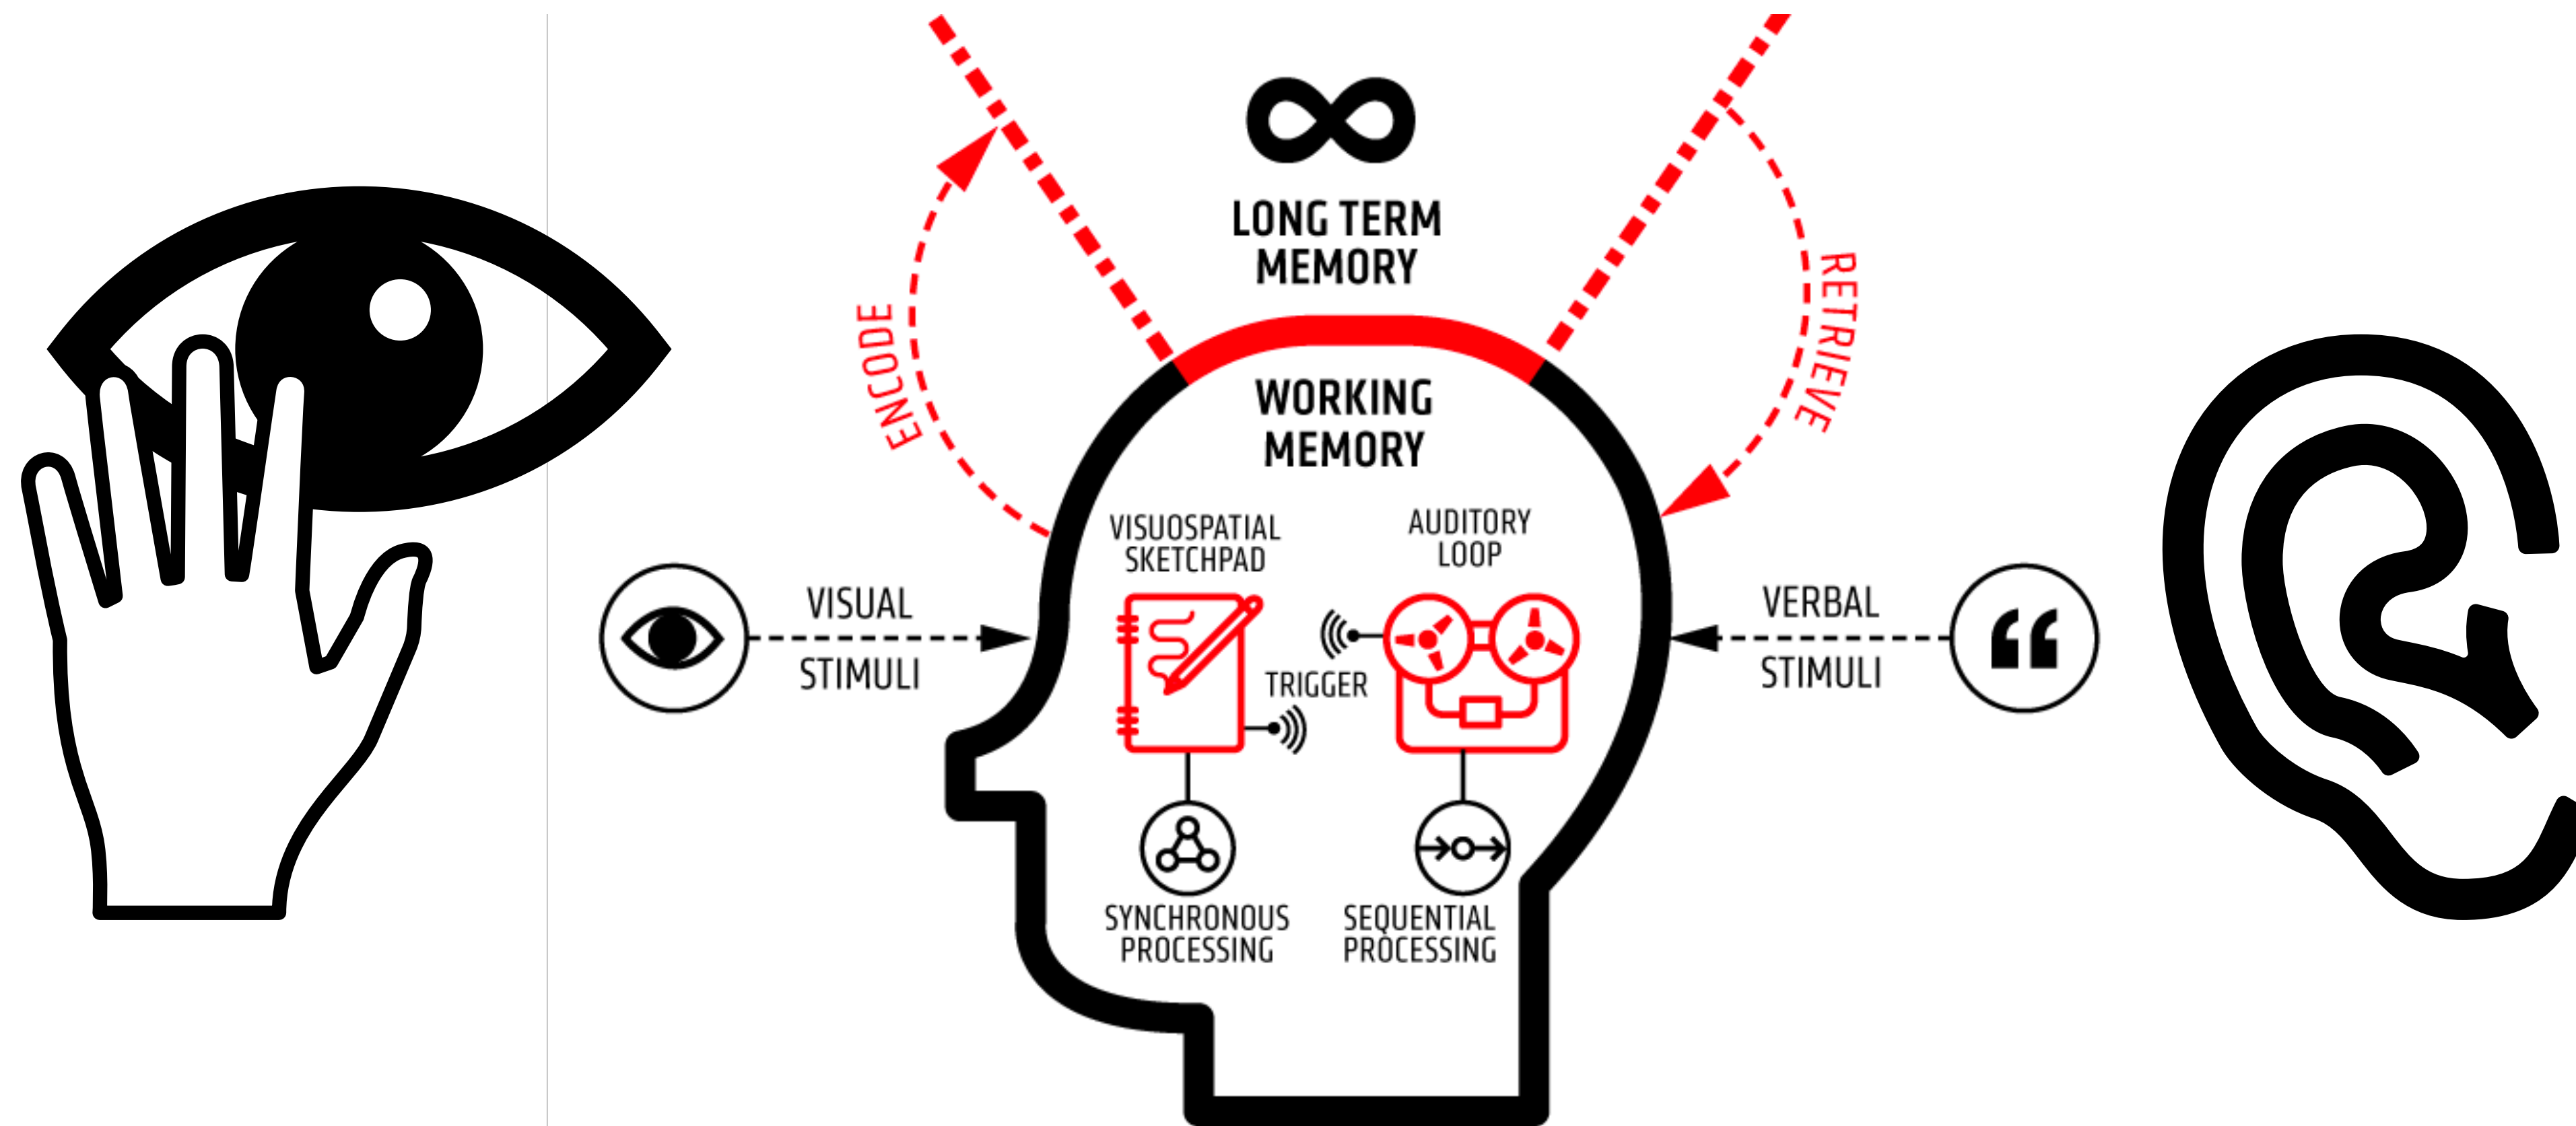 LONG TERM
MEMORY
ENCODE
RETRIEVE
WORKING
MEMORY
VISUOSPATIAL
SKETCHPAD
AUDITORY
LOOP
VISUAL
STIMULI
TRIGGER
VERBAL
STIMULI
SYNCHRONOUS
PROCESSING
SEQUENTIAL
PROCESSING